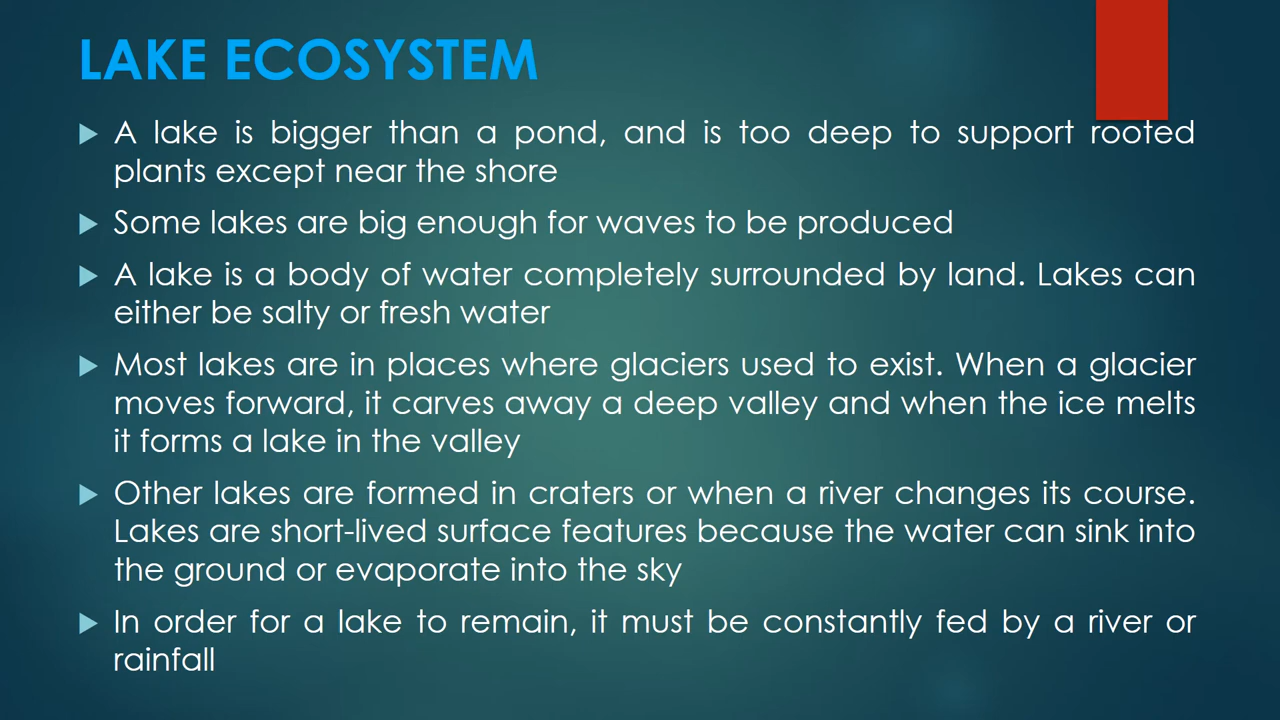 LAKE ECOSYSTEM
A lake is bigger than a pond, and is too deep to support rooted
plants except near the shore
Some lakes are big enough for waves to be produced
A lake is a body of water completely surrounded by land. Lakes can
either be salty or fresh water
Most lakes are in places where glaciers used to exist. When a glacier
moves forward, it carves away a deep valley and when the ice melts
it forms a lake in the valley
Other lakes are formed in craters or when a river changes its course.
Lakes are short-lived surface features because the water can sink into
the ground or evaporate into the sky
In order for a lake to remain, it must be constantly fed by a river or
rainfall